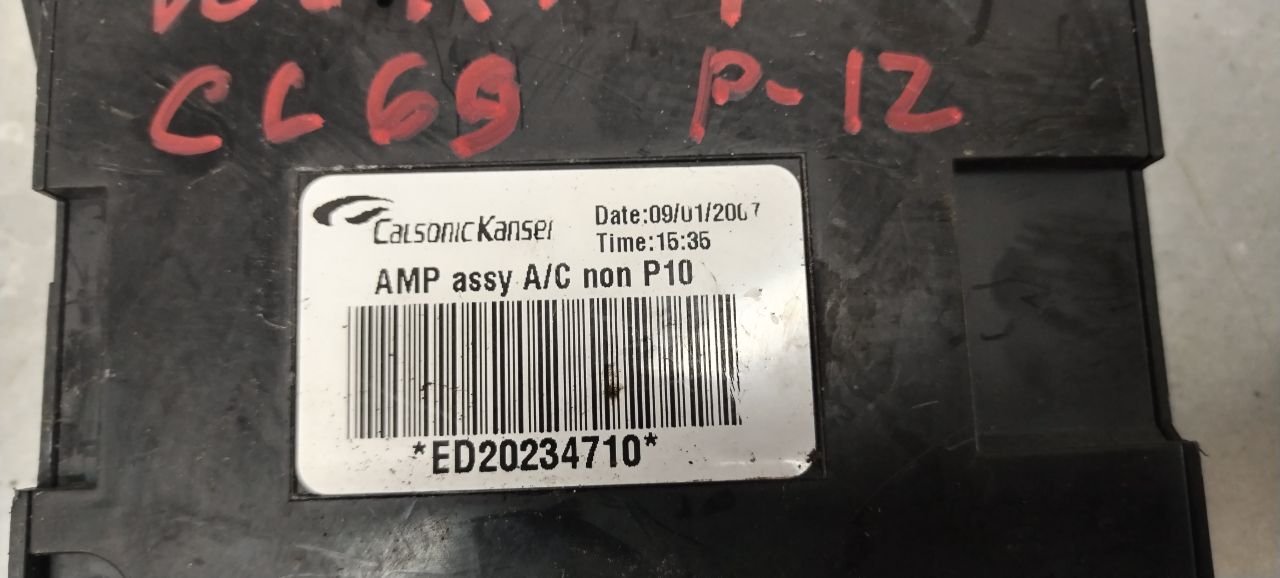 CC69 P-12
CalsonicKansei
Date:09/01/2007
Time:15:35
AMP assy A/C non P10
*ED20234710*